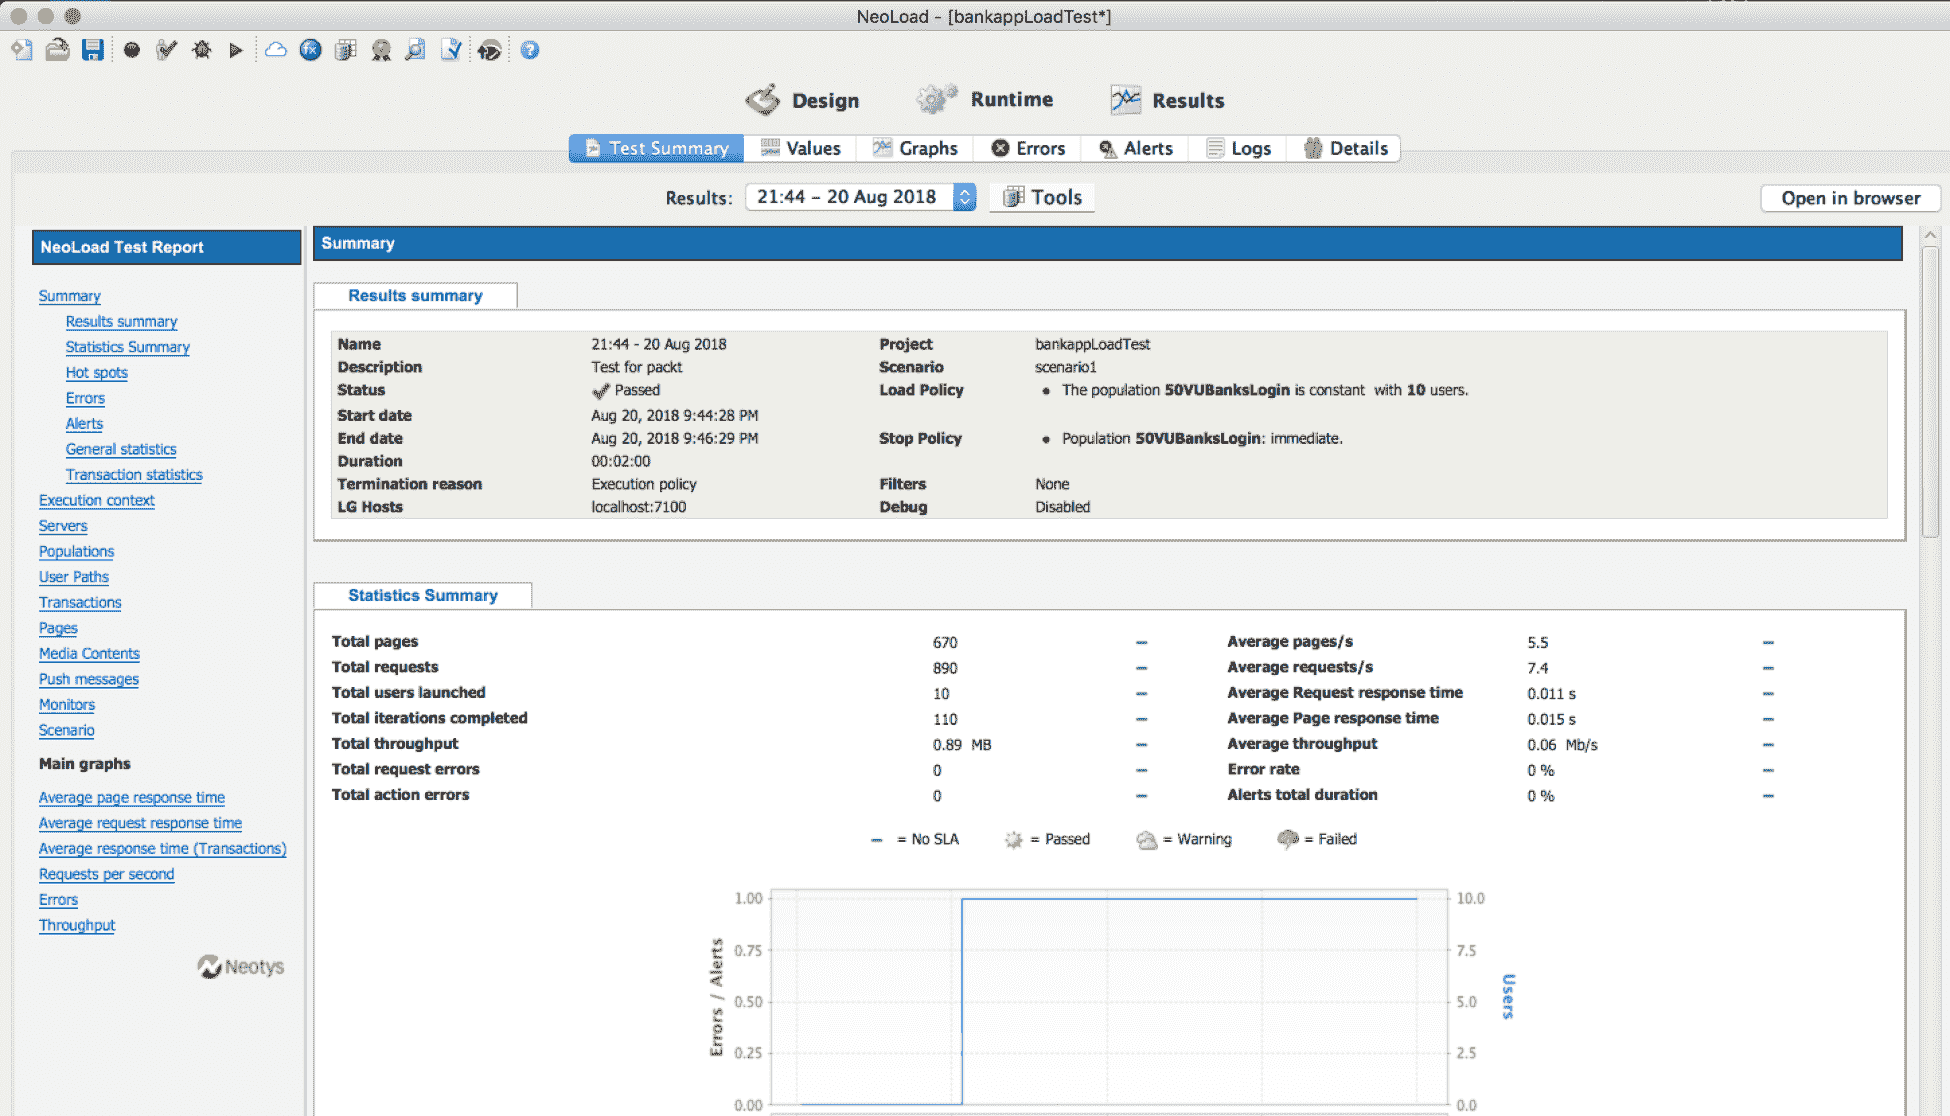 NeoLoad - [bankappLoadTest*]
Design Runtime Results
Test Summary Values Graphs Errors Alerts Logs Details
Results: 21:44 - 20 Aug 2018 Tools Open in browser
NeoLoad Test Report
Summary
Results summary
Statistics Summary
Hot spots
Errors
Alerts
General statistics
Transaction statistics
Execution context
Servers
Populations
User Paths
Transactions
Pages
Media Contents
Push messages
Monitors
Scenario
Main graphs
Average page response time
Average request response time
Average response time (Transactions)
Requests per second
Errors
Throughput
Neotys
Summary
Results summary
Name 21:44 - 20 Aug 2018 Project bankappLoadTest
Description Test for packt Scenario scenario1
Status Passed Load Policy • The population 50VUBanksLogin is constant with 10 users.
Start date Aug 20, 2018 9:44:28 PM
End date Aug 20, 2018 9:46:29 PM Stop Policy • Population 50VUBanksLogin: immediate.
Duration 00:02:00
Termination reason Execution policy Filters None
LG Hosts localhost:7100 Debug Disabled
Statistics Summary
Total pages 670 – Average pages/s 5.5 –
Total requests 890 – Average requests/s 7.4 –
Total users launched 10 – Average Request response time 0.011 s –
Total iterations completed 110 – Average Page response time 0.015 s –
Total throughput 0.89 MB – Average throughput 0.06 Mb/s –
Total request errors 0 – Error rate 0 % –
Total action errors 0 – Alerts total duration 0 % –
– = No SLA = Passed = Warning = Failed
1.00 10.0
0.75 7.5
0.50 5.0
0.25 2.5
0.00 0.0
Errors / Alerts
Users